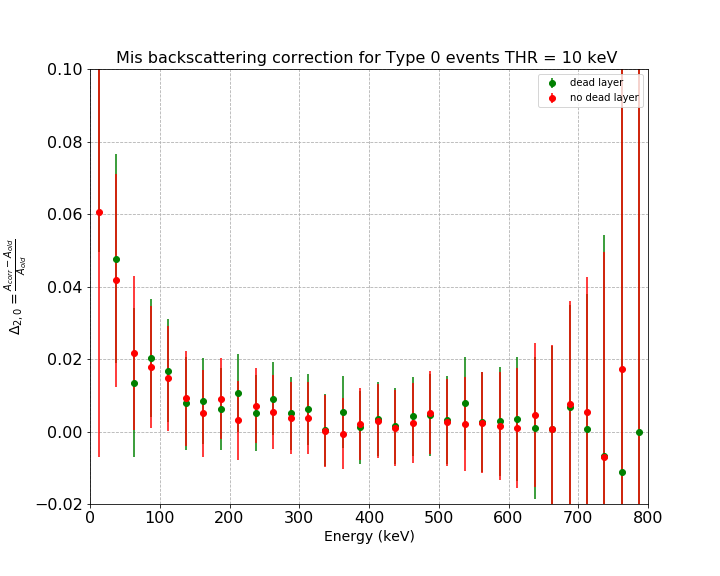 Mis backscattering correction for Type 0 events THR = 10 keV
0.10
0.08
0.06
0.04
0.02
0.00
−0.02
Δ2,0 = (Acorr − Aold) / Aold
dead layer
no dead layer
0 100 200 300 400 500 600 700 800
Energy (keV)